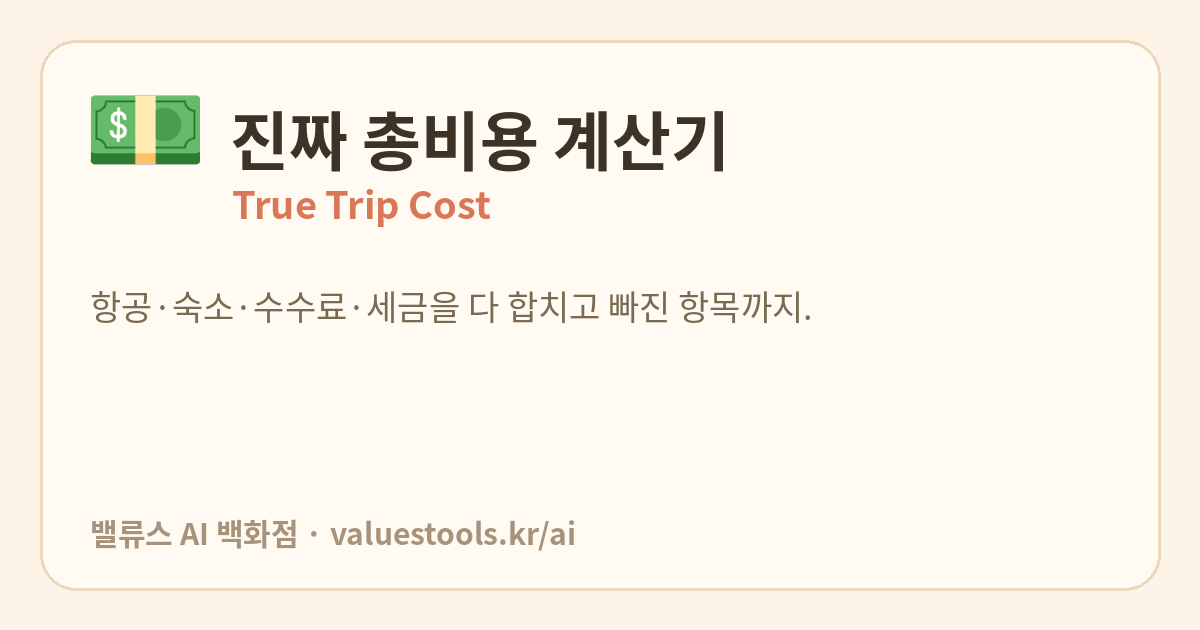 진짜 총비용 계산기
True Trip Cost
항공·숙소·수수료·세금을 다 합치고 빠진 항목까지.
밸류스 AI 백화점 · valuestools.kr/ai